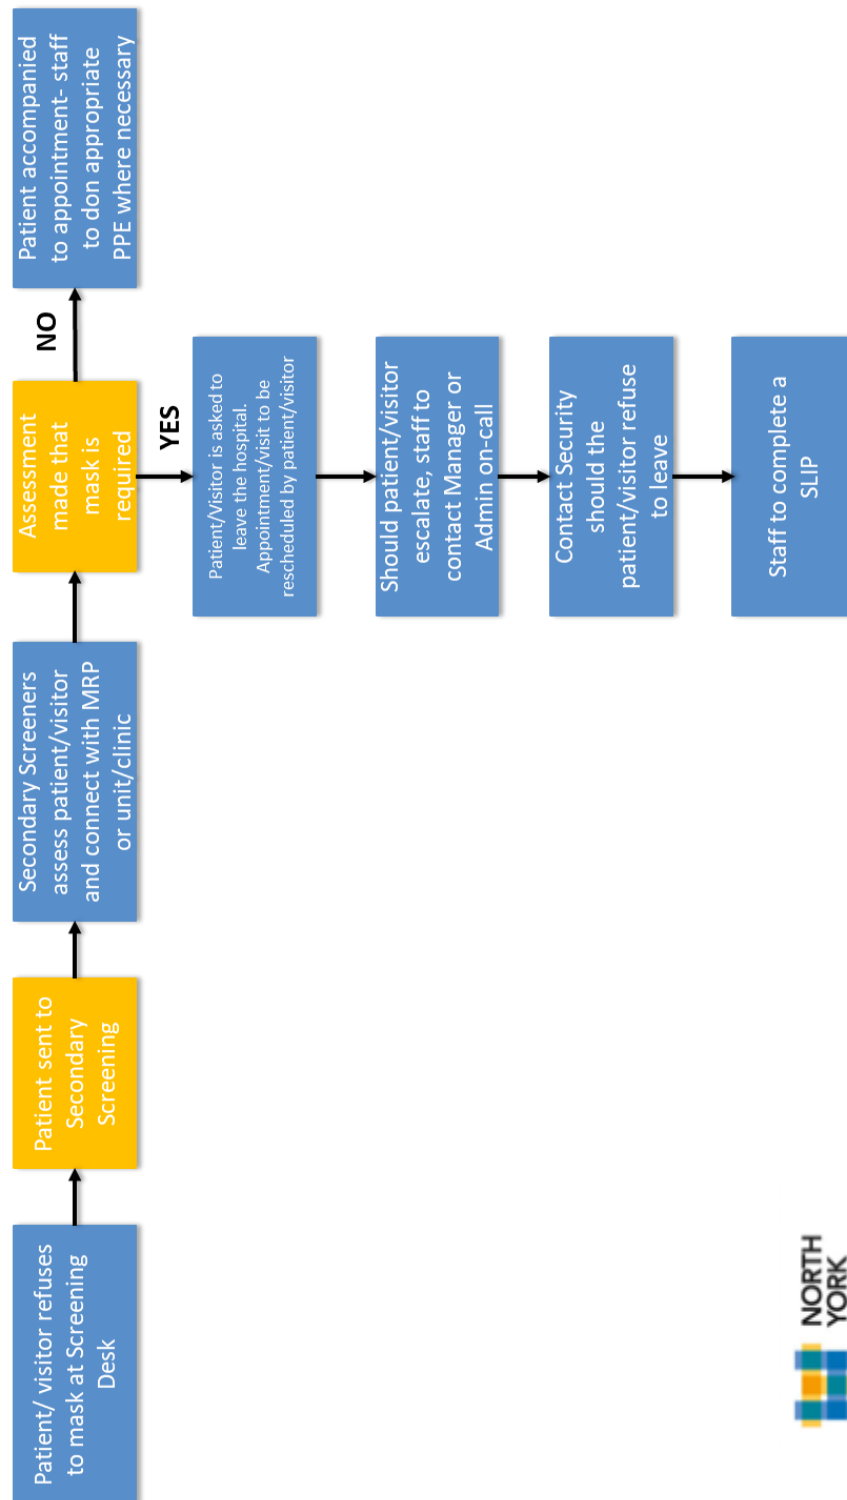 Patient/ visitor refuses
to mask at Screening
Desk
Patient sent to
Secondary
Screening
Secondary Screeners
assess patient/visitor
and connect with MRP
or unit/clinic
Assessment
made that
mask is
required
NO
Patient accompanied
to appointment- staff
to don appropriate
PPE where necessary
YES
Patient/Visitor is asked to
leave the hospital.
Appointment/visit to be
rescheduled by patient/visitor
Should patient/visitor
escalate, staff to
contact Manager or
Admin on-call
Contact Security
should the
patient/visitor refuse
to leave
Staff to complete a
SLIP
NORTH
YORK